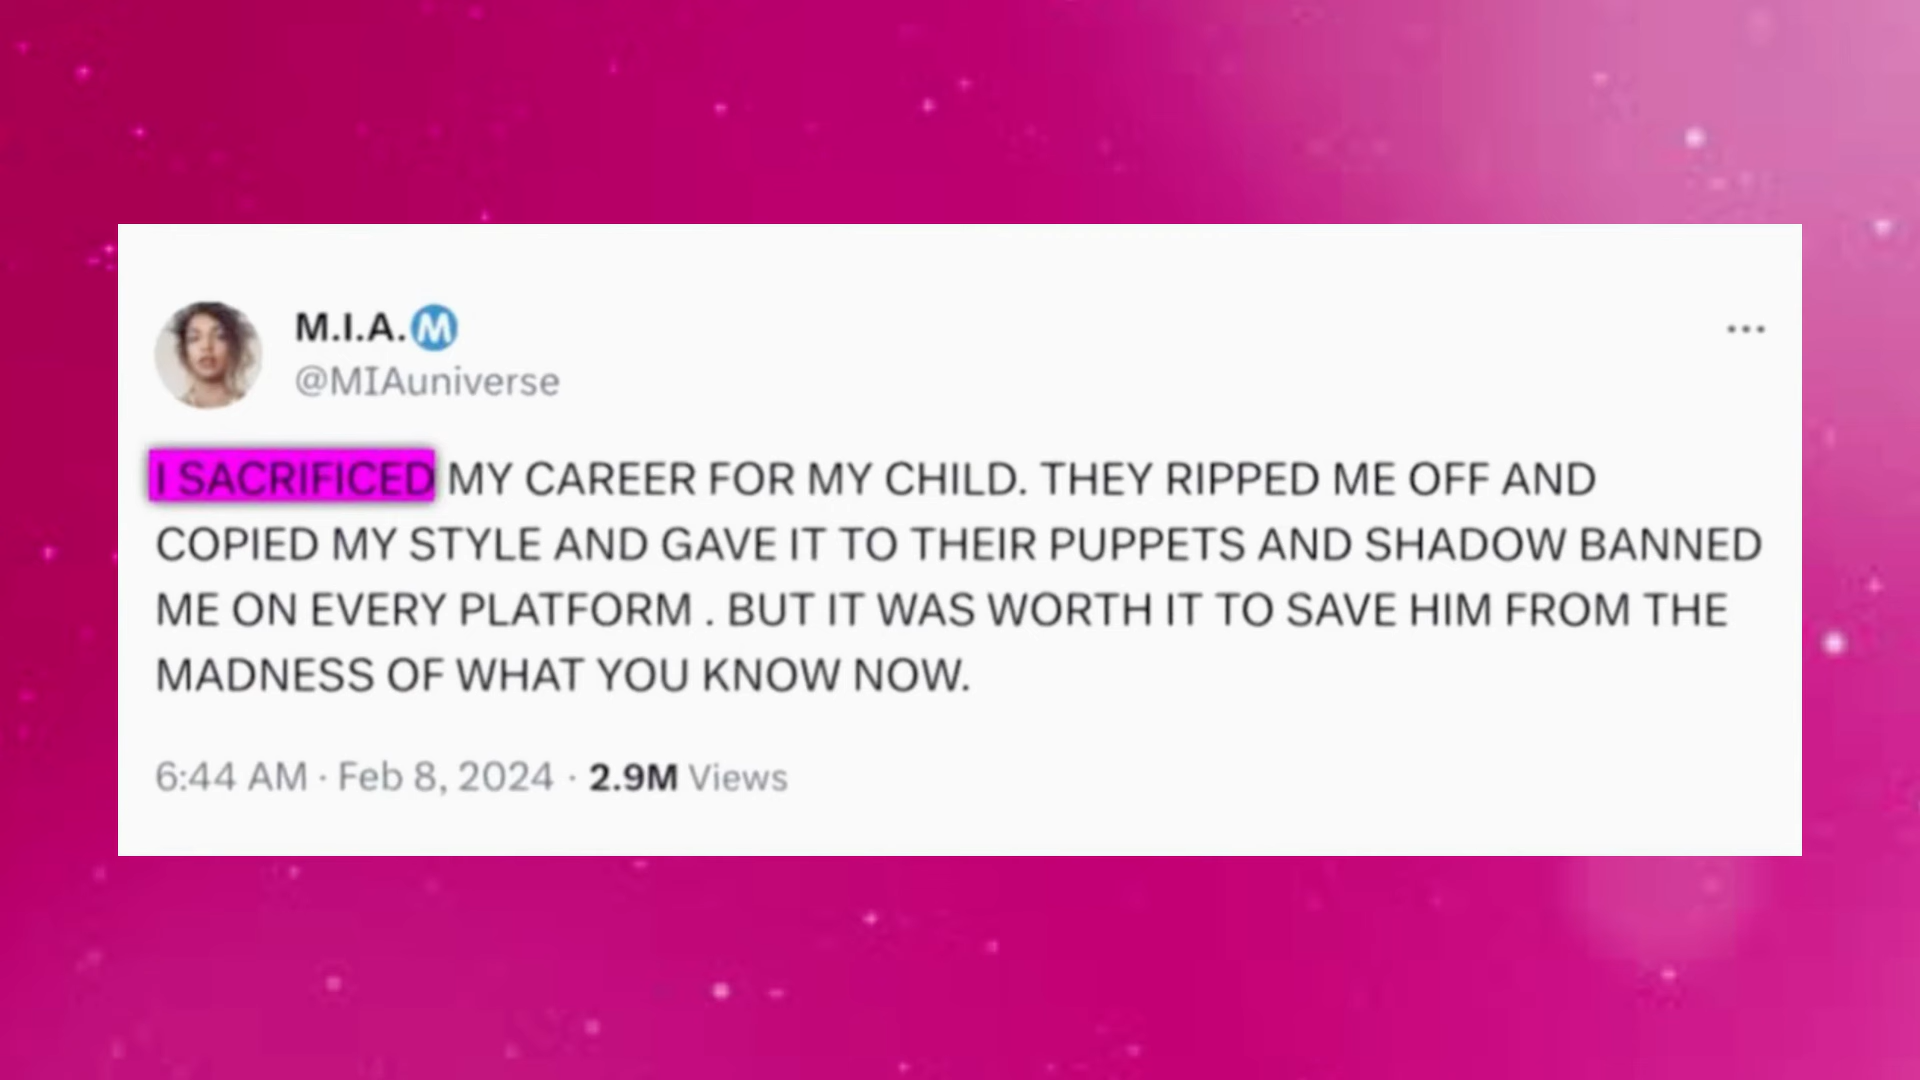 M.I.A.Ⓜ
@MIAuniverse
I SACRIFICED MY CAREER FOR MY CHILD. THEY RIPPED ME OFF AND
COPIED MY STYLE AND GAVE IT TO THEIR PUPPETS AND SHADOW BANNED
ME ON EVERY PLATFORM . BUT IT WAS WORTH IT TO SAVE HIM FROM THE
MADNESS OF WHAT YOU KNOW NOW.
6:44 AM · Feb 8, 2024 · 2.9M Views